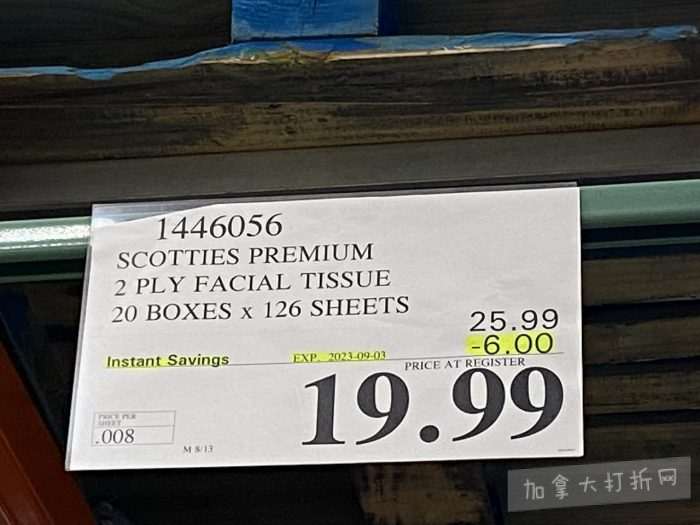 1446056
SCOTTIES PREMIUM
2 PLY FACIAL TISSUE
20 BOXES x 126 SHEETS
25.99
Instant Savings EXP. 2023-09-03 -6.00
PRICE AT REGISTER
19.99
PRICE PER
SHEET
.008
M 8/13
加拿大打折网